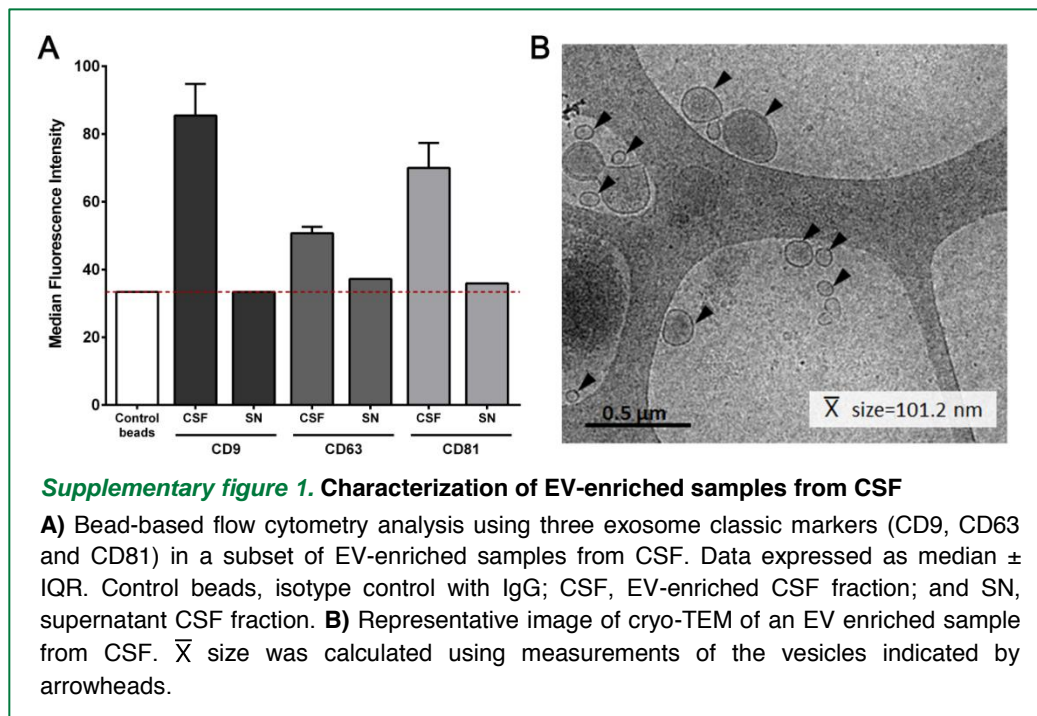 A
B
100
80
60
40
20
0
Median Fluorescence Intensity
Control beads
CSF SN CSF SN CSF SN
CD9 CD63 CD81
0.5 µm
X̅ size=101.2 nm
Supplementary figure 1. Characterization of EV-enriched samples from CSF
A) Bead-based flow cytometry analysis using three exosome classic markers (CD9, CD63
and CD81) in a subset of EV-enriched samples from CSF. Data expressed as median ±
IQR. Control beads, isotype control with IgG; CSF, EV-enriched CSF fraction; and SN,
supernatant CSF fraction. B) Representative image of cryo-TEM of an EV enriched sample
from CSF. X̅ size was calculated using measurements of the vesicles indicated by
arrowheads.